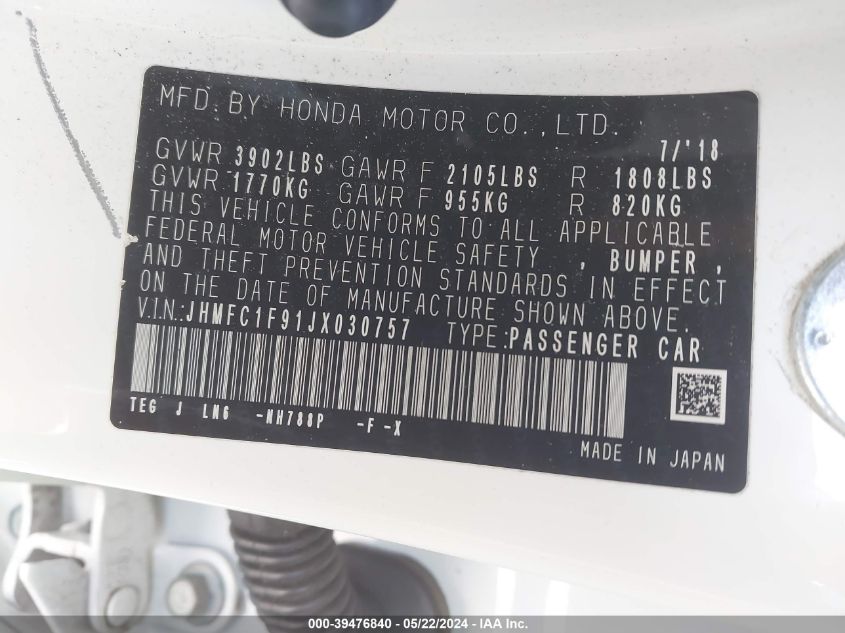 MFD. BY HONDA MOTOR CO.,LTD.
7/'18
GVWR 3902LBS GAWR F 2105LBS R 1808LBS
GVWR 1770KG GAWR F 955KG R 820KG
THIS VEHICLE CONFORMS TO ALL APPLICABLE
FEDERAL MOTOR VEHICLE SAFETY , BUMPER ,
AND THEFT PREVENTION STANDARDS IN EFFECT
ON THE DATE OF MANUFACTURE SHOWN ABOVE.
V.I.N.:JHMFC1F91JX030757 TYPE:PASSENGER CAR
TEG J LN6 -NH788P -F -X
MADE IN JAPAN
000-39476840 - 05/22/2024 - IAA Inc.